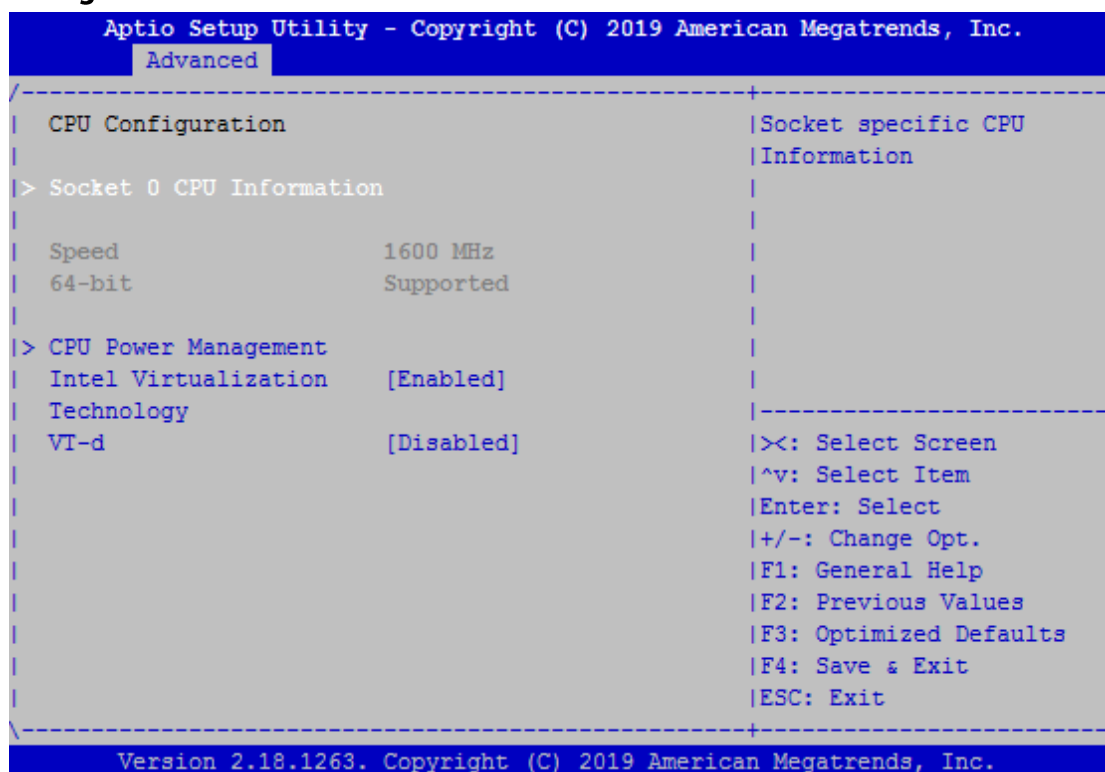 Aptio Setup Utility - Copyright (C) 2019 American Megatrends, Inc.
Advanced
CPU Configuration
> Socket 0 CPU Information
Speed 1600 MHz
64-bit Supported
> CPU Power Management
Intel Virtualization [Enabled]
Technology
VT-d [Disabled]
Socket specific CPU
Information
><: Select Screen
^v: Select Item
Enter: Select
+/-: Change Opt.
F1: General Help
F2: Previous Values
F3: Optimized Defaults
F4: Save & Exit
ESC: Exit
Version 2.18.1263. Copyright (C) 2019 American Megatrends, Inc.